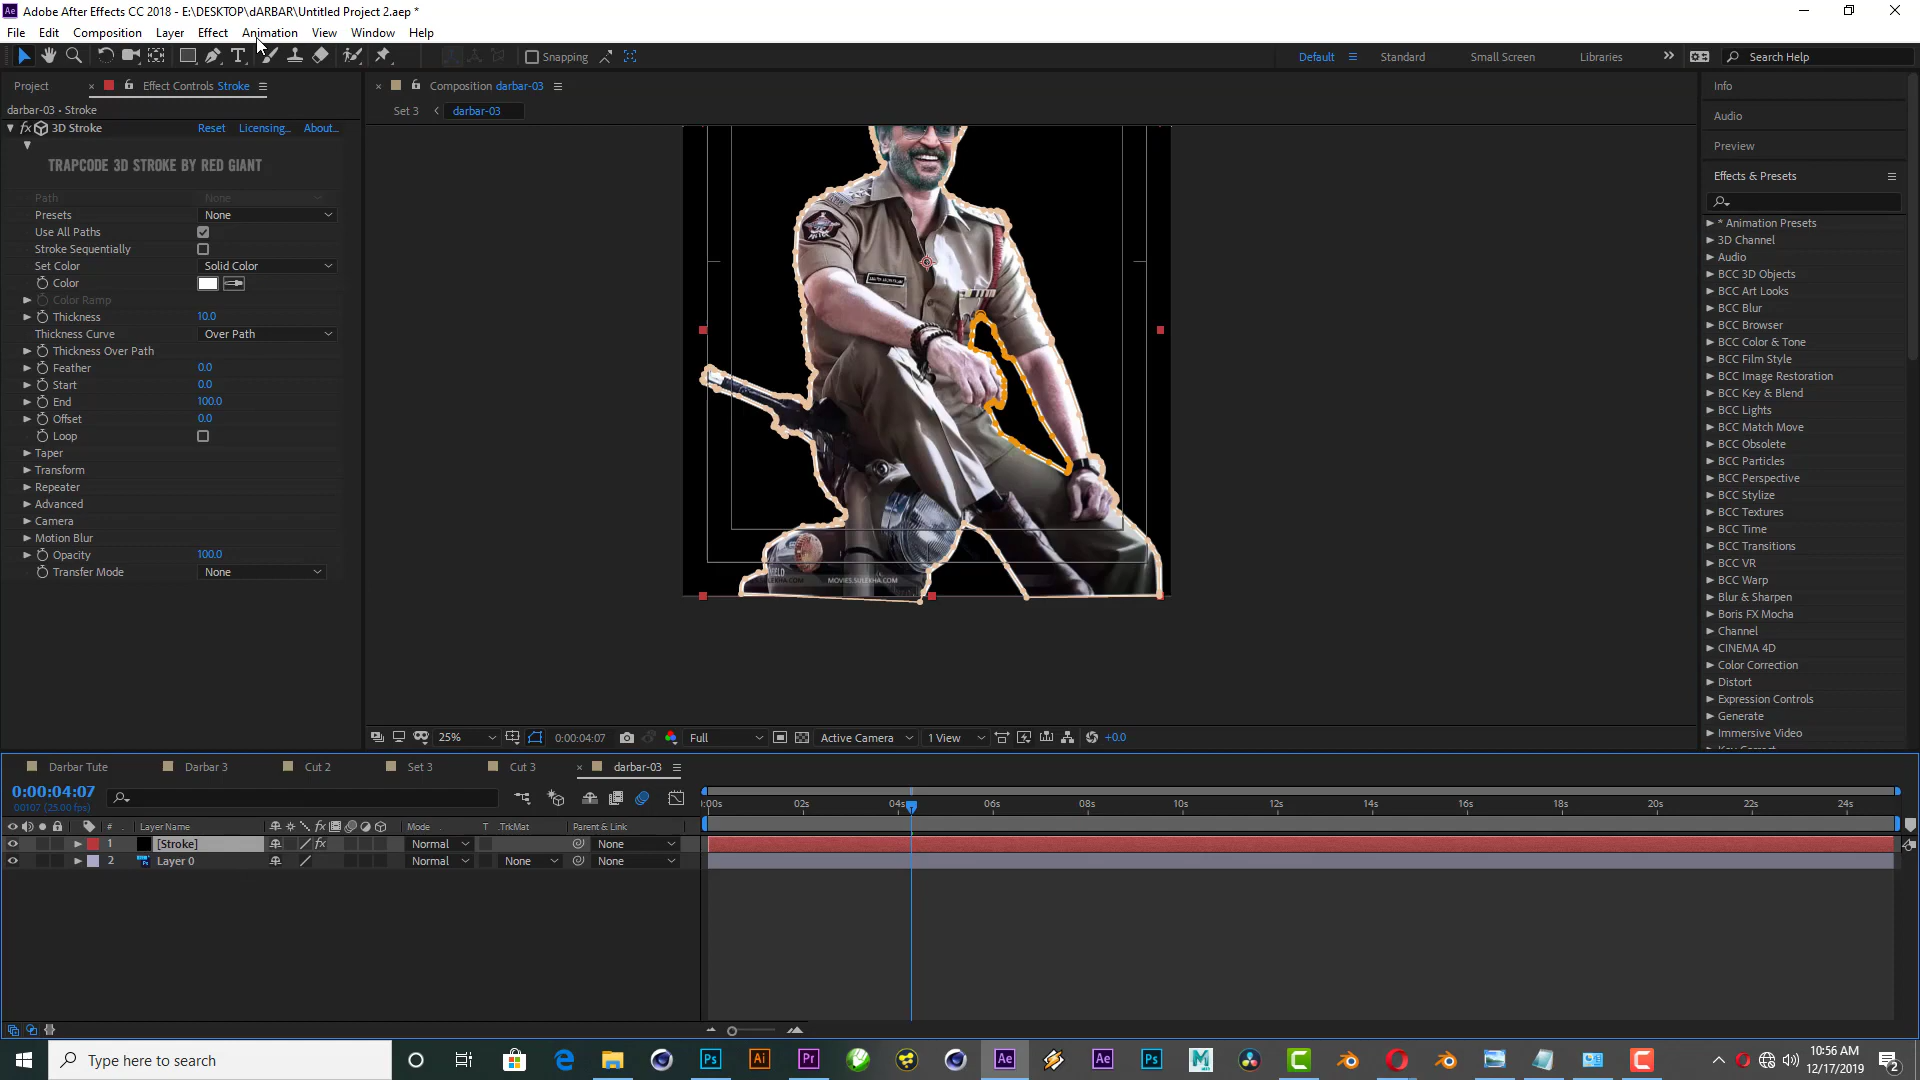 Adobe After Effects CC 2018 - E:\DESKTOP\dARBAR\Untitled Project 2.aep *
File Edit Composition Layer Effect Animation View Window Help
Snapping
Default Standard Small Screen Libraries Search Help
Project Effect Controls Stroke
darbar-03 • Stroke
fx 3D Stroke Reset Licensing... About...
TRAPCODE 3D STROKE BY RED GIANT
Path None
Presets None
Use All Paths
Stroke Sequentially
Set Color Solid Color
Color
Color Ramp
Thickness 10.0
Thickness Curve Over Path
Thickness Over Path
Feather 0.0
Start 0.0
End 100.0
Offset 0.0
Loop
Taper
Transform
Repeater
Advanced
Camera
Motion Blur
Opacity 100.0
Transfer Mode None
Composition darbar-03
Set 3 darbar-03
MOVIES.SULEKHA.COM
25% 0:00:04:07 Full Active Camera 1 View +0.0
Info
Audio
Preview
Effects & Presets
* Animation Presets
3D Channel
Audio
BCC 3D Objects
BCC Art Looks
BCC Blur
BCC Browser
BCC Color & Tone
BCC Film Style
BCC Image Restoration
BCC Key & Blend
BCC Lights
BCC Match Move
BCC Obsolete
BCC Particles
BCC Perspective
BCC Stylize
BCC Textures
BCC Time
BCC Transitions
BCC VR
BCC Warp
Blur & Sharpen
Boris FX Mocha
Channel
CINEMA 4D
Color Correction
Distort
Expression Controls
Generate
Immersive Video
Darbar Tute Darbar 3 Cut 2 Set 3 Cut 3 darbar-03
0:00:04:07
00107 (25.00 fps)
:00s 02s 04s 06s 08s 10s 12s 14s 16s 18s 20s 22s 24s
# Layer Name fx Mode T .TrkMat Parent & Link
1 [Stroke] fx Normal None
2 Layer 0 Normal None None
Type here to search
10:56 AM
12/17/2019
2